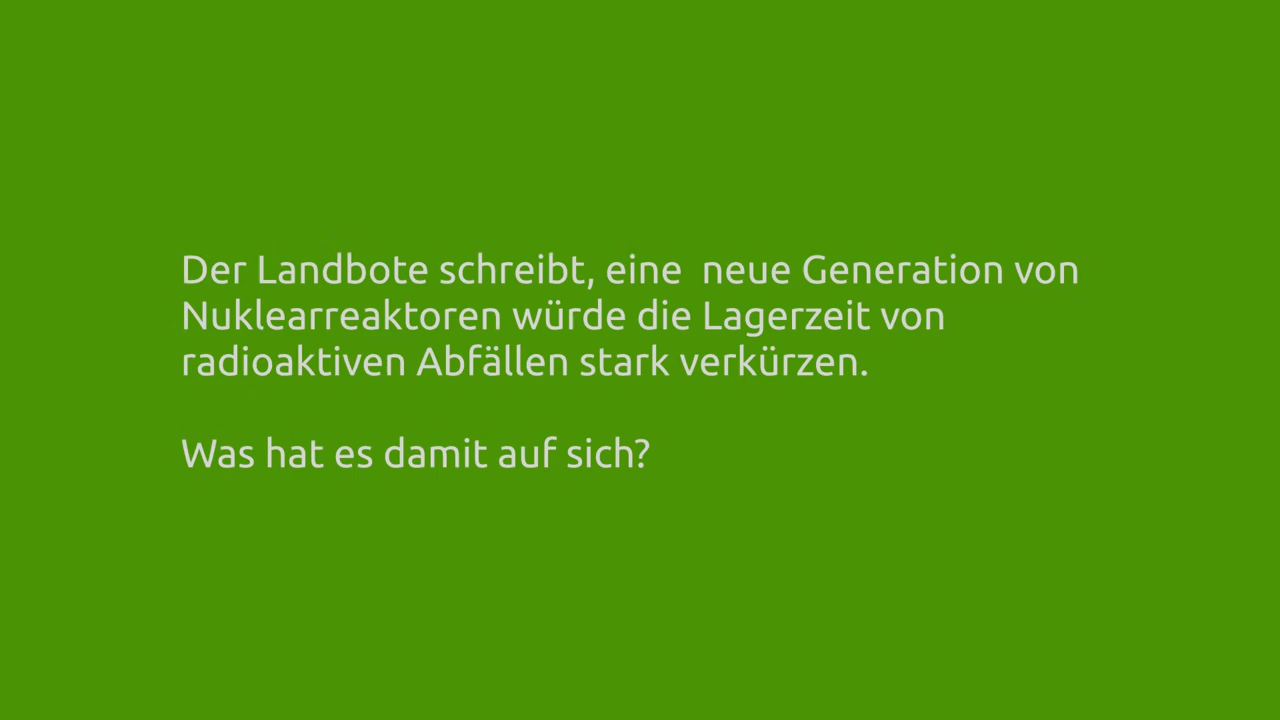 Der Landbote schreibt, eine  neue Generation von
Nuklearreaktoren würde die Lagerzeit von
radioaktiven Abfällen stark verkürzen.
Was hat es damit auf sich?